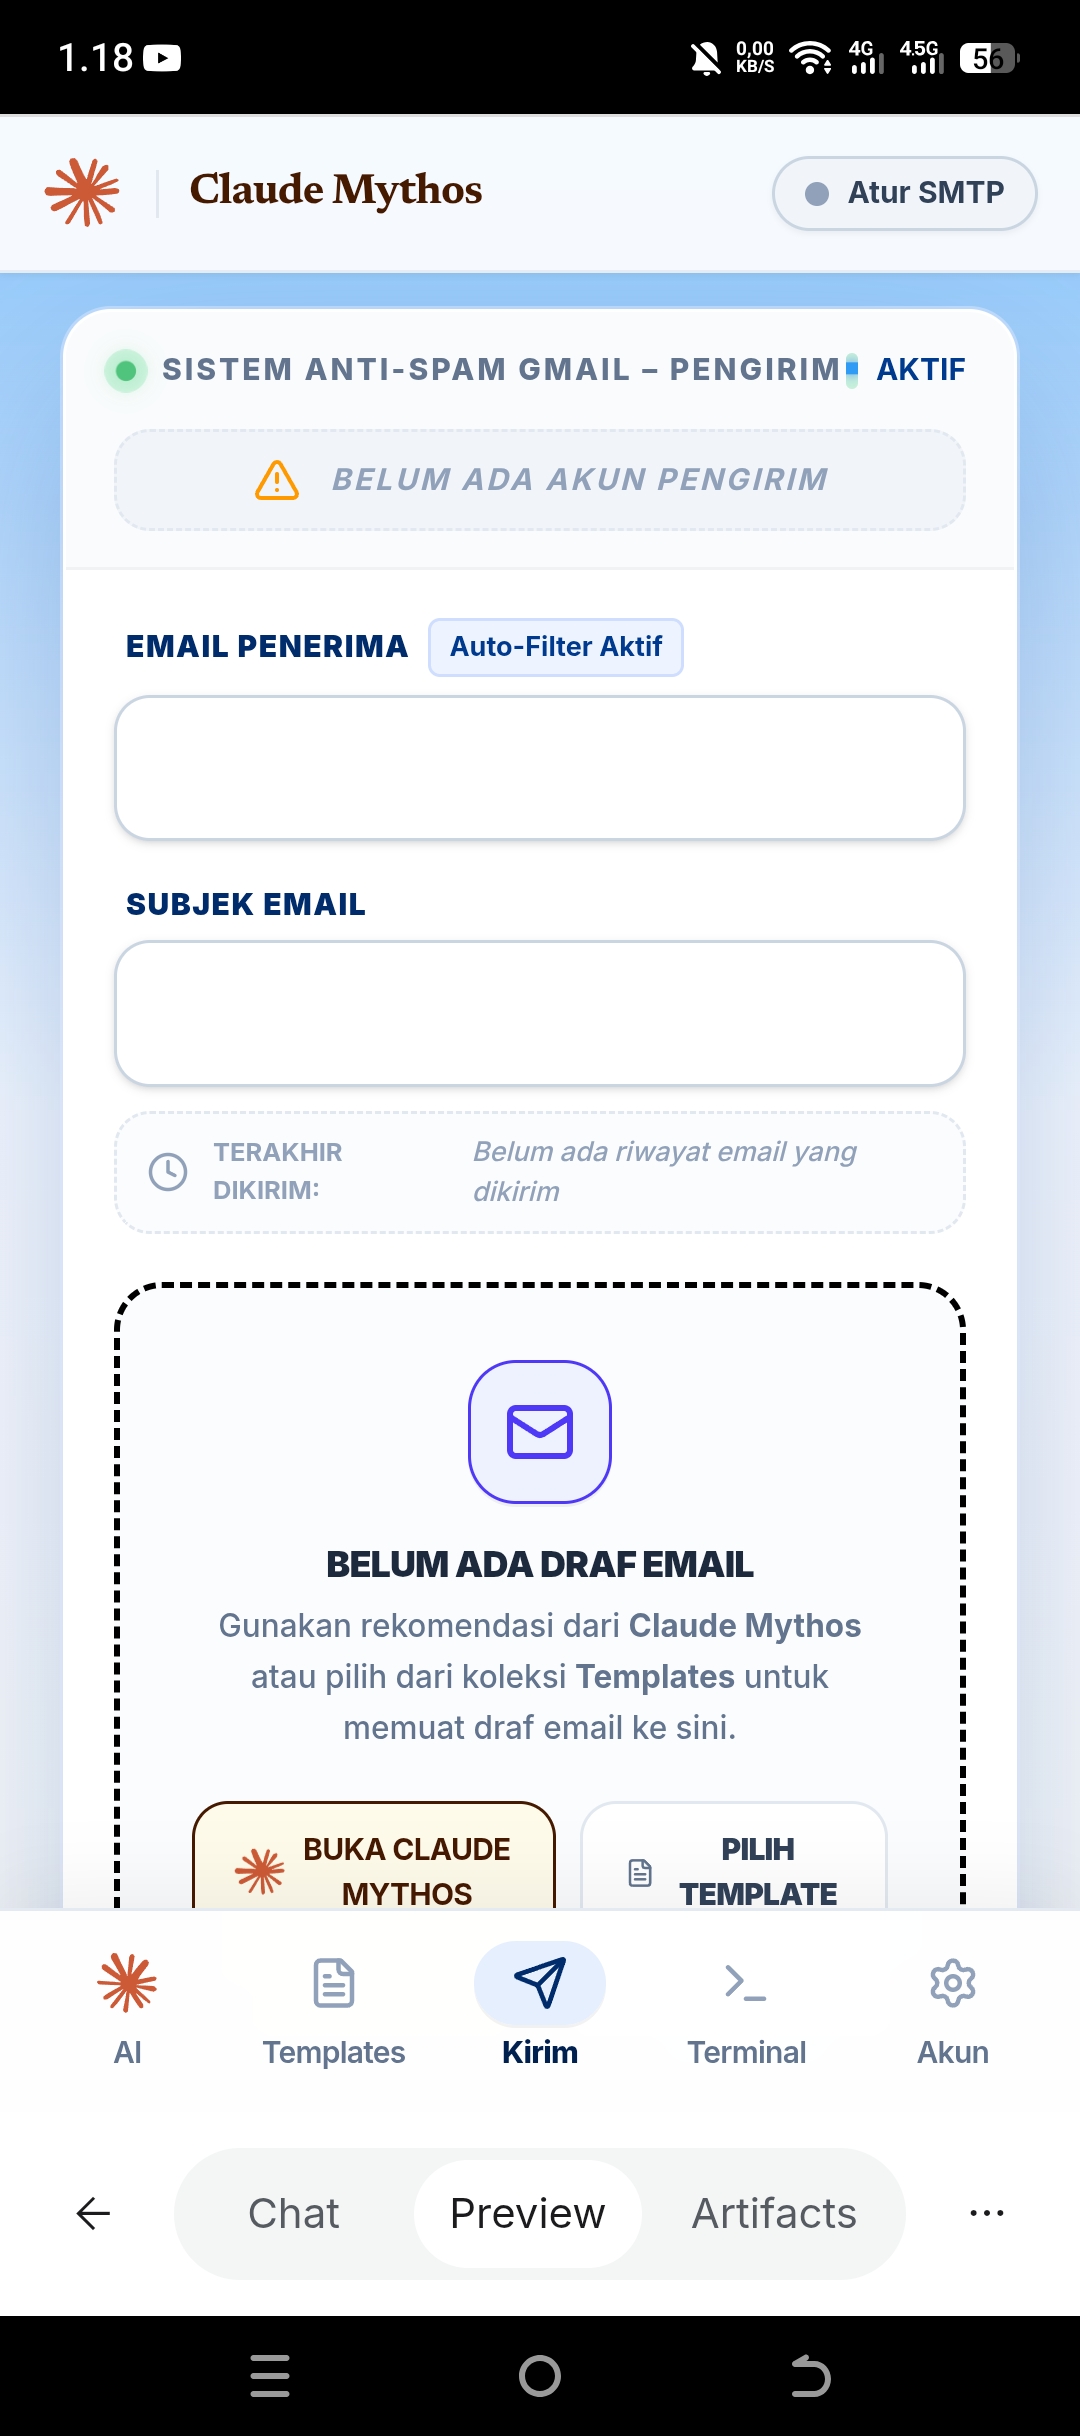 1.18
0,00
KB/S
4G
4.5G
56
Claude Mythos
Atur SMTP
SISTEM ANTI-SPAM GMAIL – PENGIRIM
AKTIF
BELUM ADA AKUN PENGIRIM
EMAIL PENERIMA
Auto-Filter Aktif
SUBJEK EMAIL
TERAKHIR
DIKIRIM:
Belum ada riwayat email yang
dikirim
BELUM ADA DRAF EMAIL
Gunakan rekomendasi dari Claude Mythos
atau pilih dari koleksi Templates untuk
memuat draf email ke sini.
BUKA CLAUDE
MYTHOS
PILIH
TEMPLATE
AI
Templates
Kirim
Terminal
Akun
Chat
Preview
Artifacts